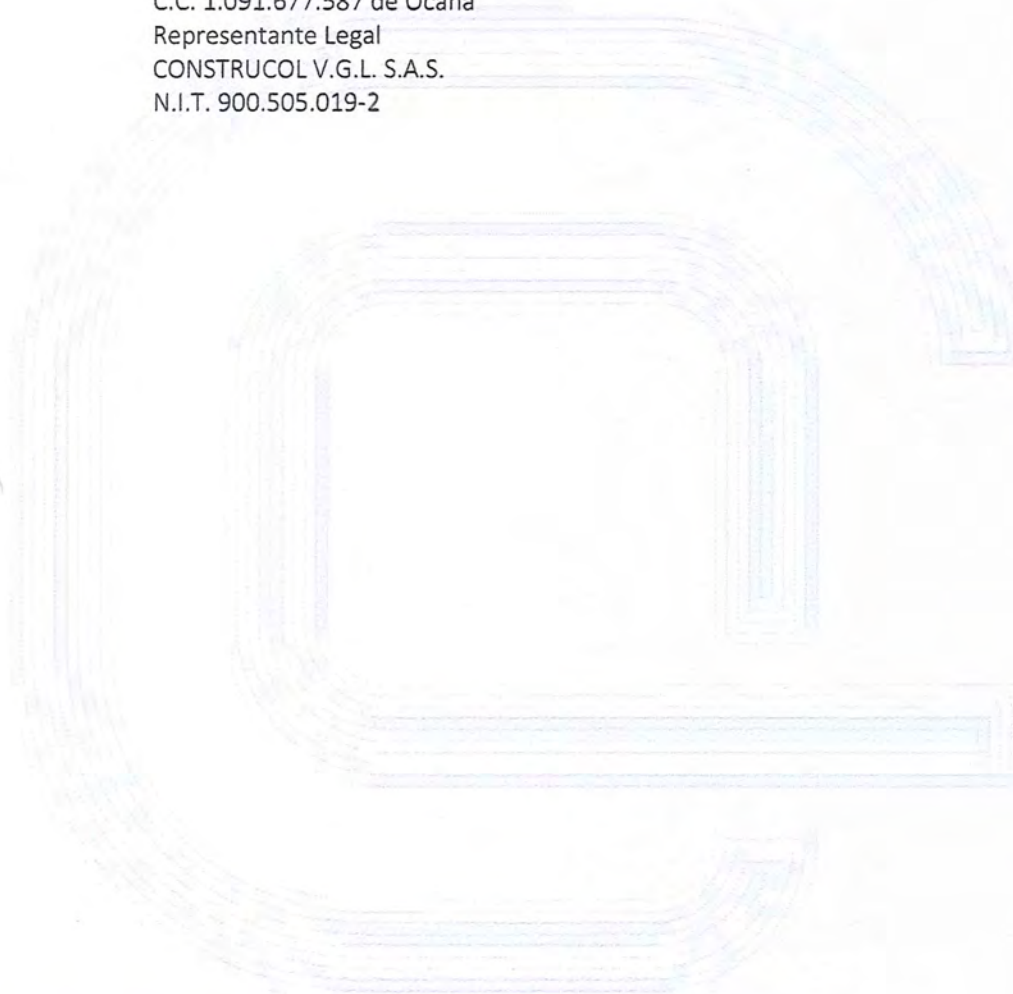 C.C. 1.091.677.587 de Ocaña
Representante Legal
CONSTRUCOL V.G.L. S.A.S.
N.I.T. 900.505.019-2